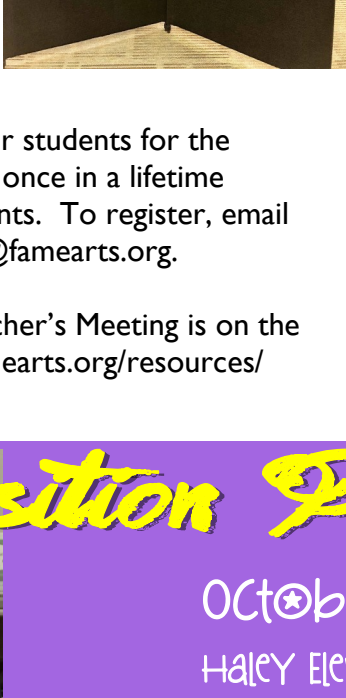 r students for the
once in a lifetime
nts. To register, email
@famearts.org.
cher's Meeting is on the
earts.org/resources/
sition P
Octob
Haley Ele